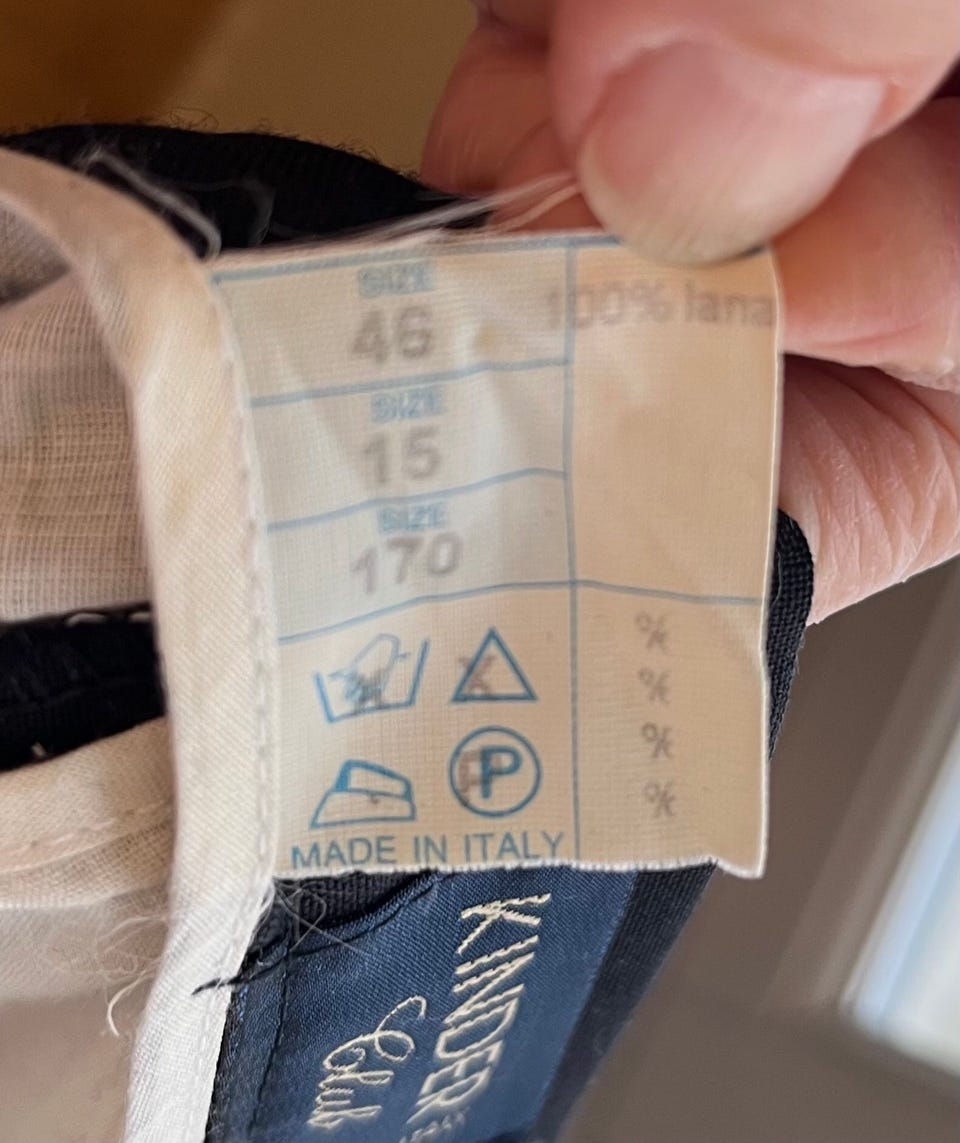 SIZE
46
100% lana
SIZE
15
SIZE
170
%
%
%
%
P
MADE IN ITALY
KINDER
Club